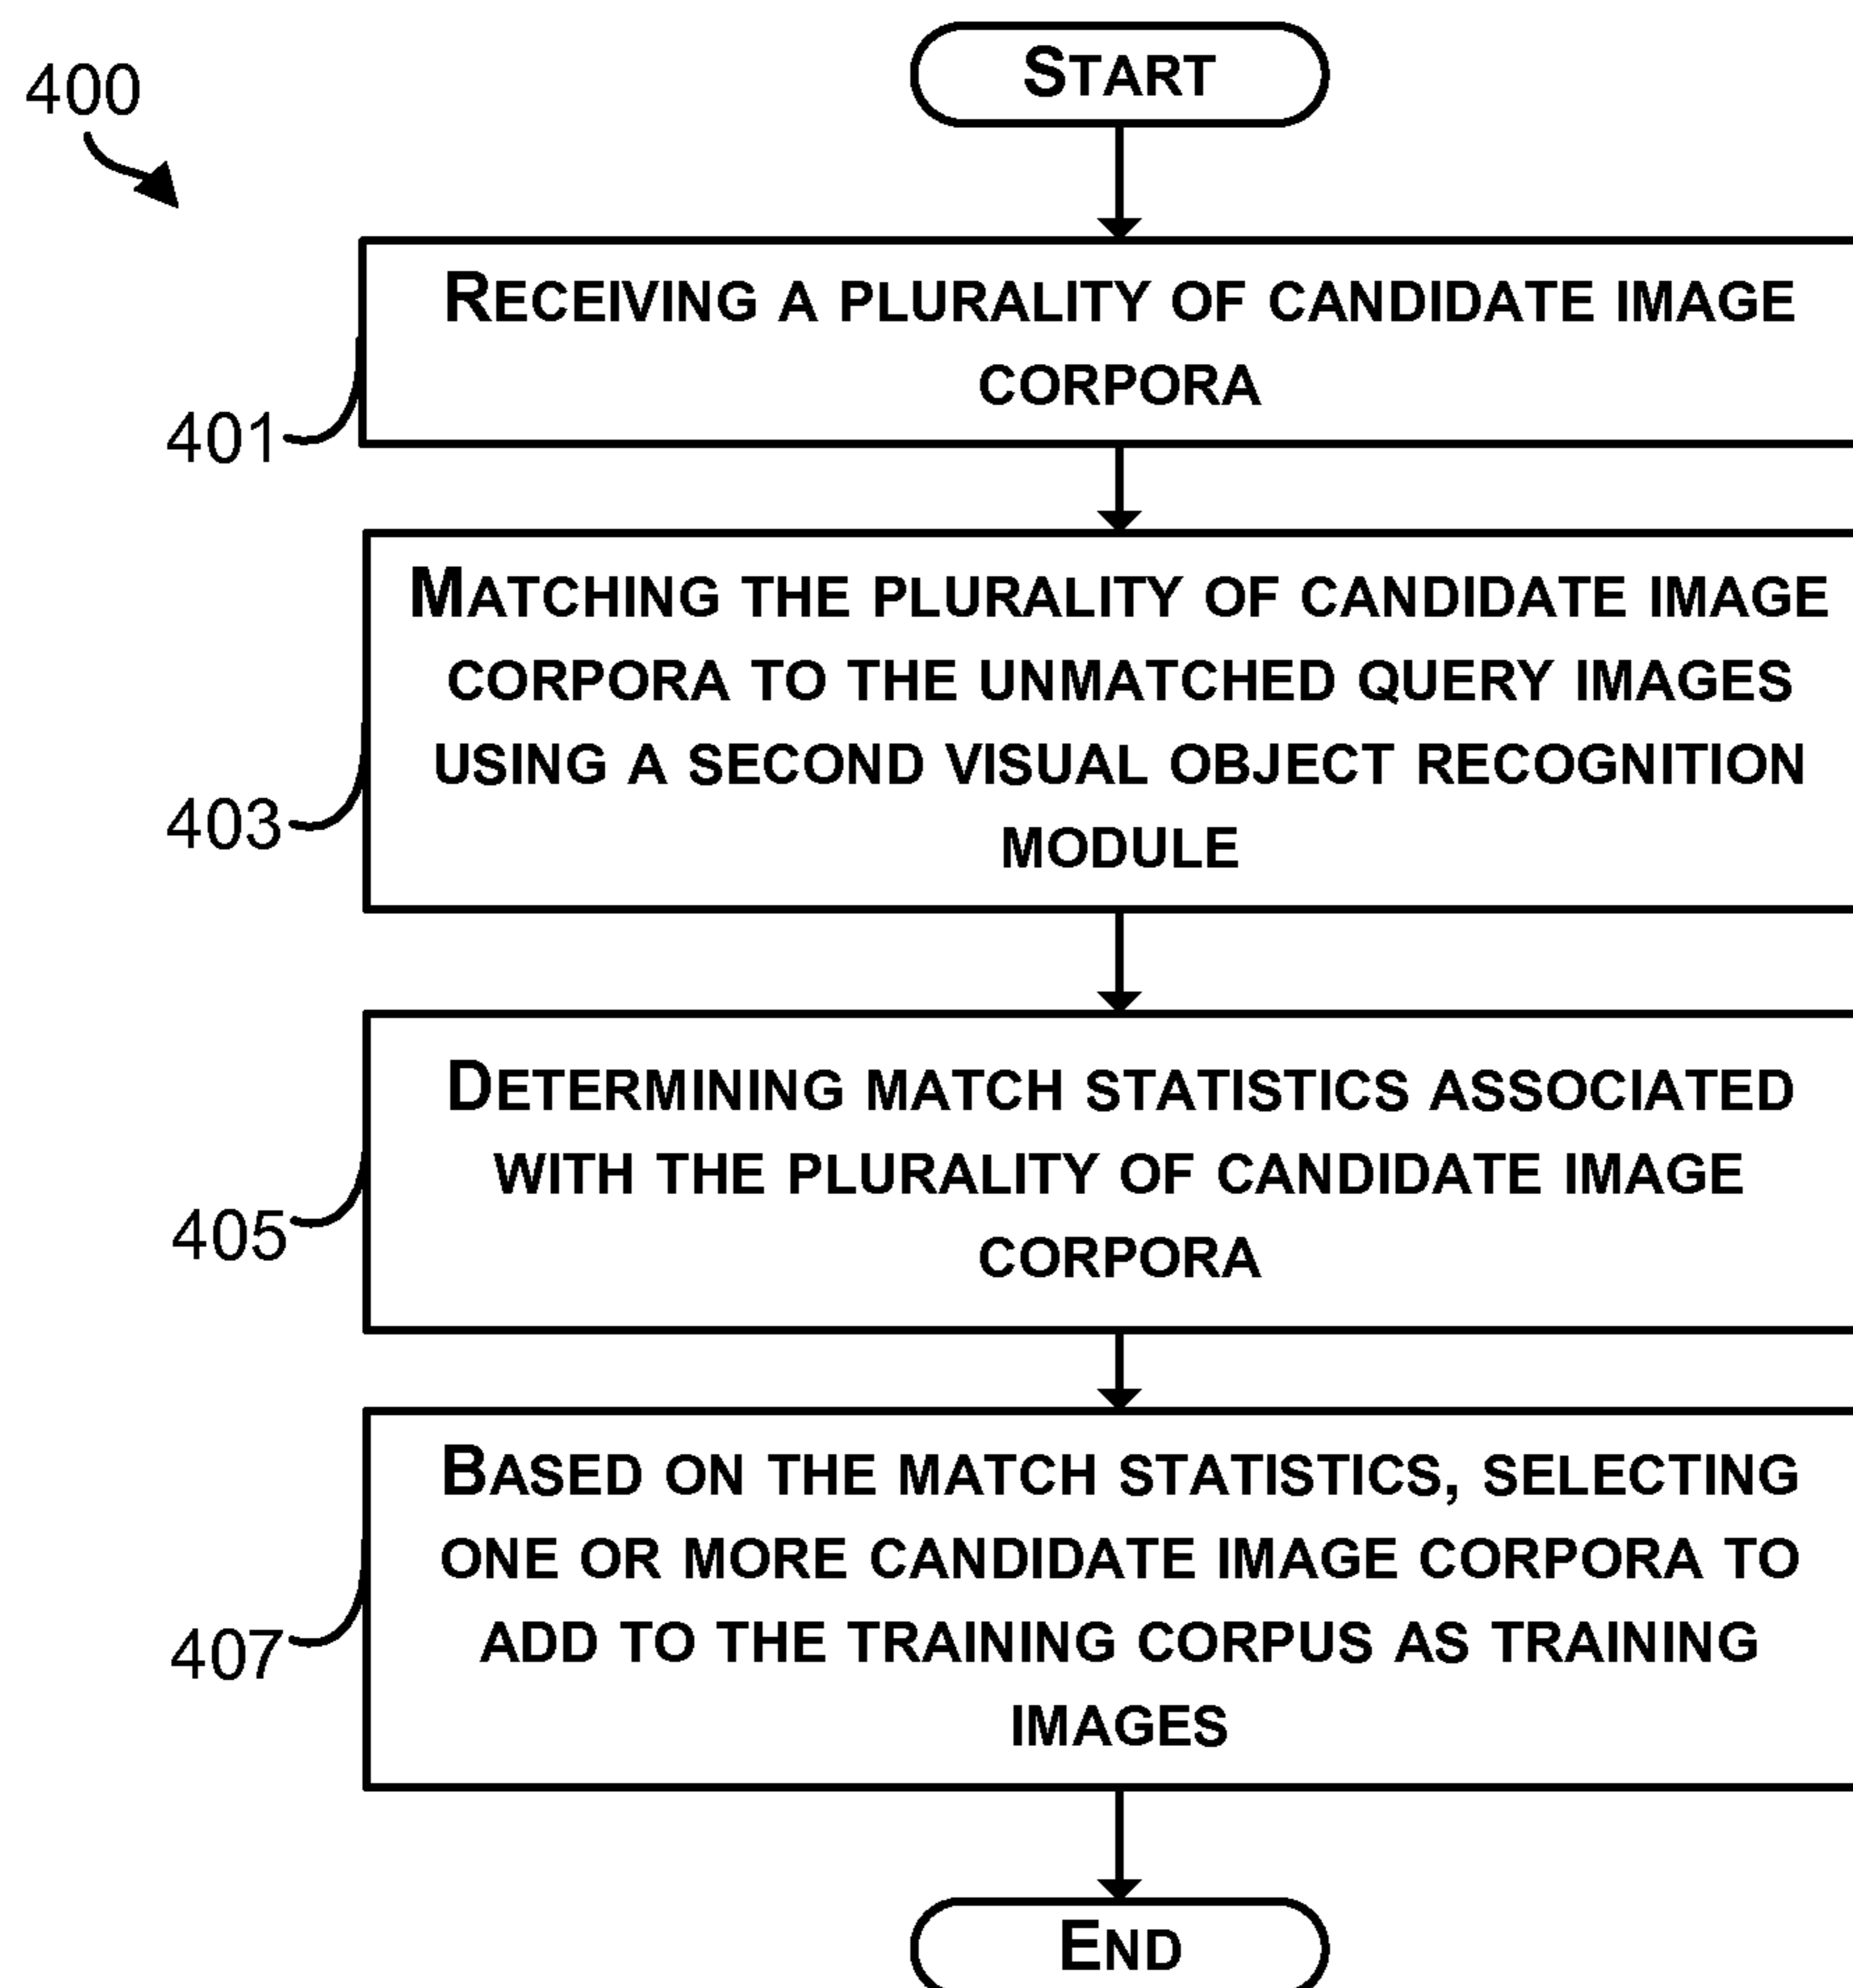 START
400
RECEIVING A PLURALITY OF CANDIDATE IMAGE
CORPORA
401
MATCHING THE PLURALITY OF CANDIDATE IMAGE
CORPORA TO THE UNMATCHED QUERY IMAGES
USING A SECOND VISUAL OBJECT RECOGNITION
MODULE
403
DETERMINING MATCH STATISTICS ASSOCIATED
WITH THE PLURALITY OF CANDIDATE IMAGE
CORPORA
405
BASED ON THE MATCH STATISTICS, SELECTING
ONE OR MORE CANDIDATE IMAGE CORPORA TO
ADD TO THE TRAINING CORPUS AS TRAINING
IMAGES
407
END